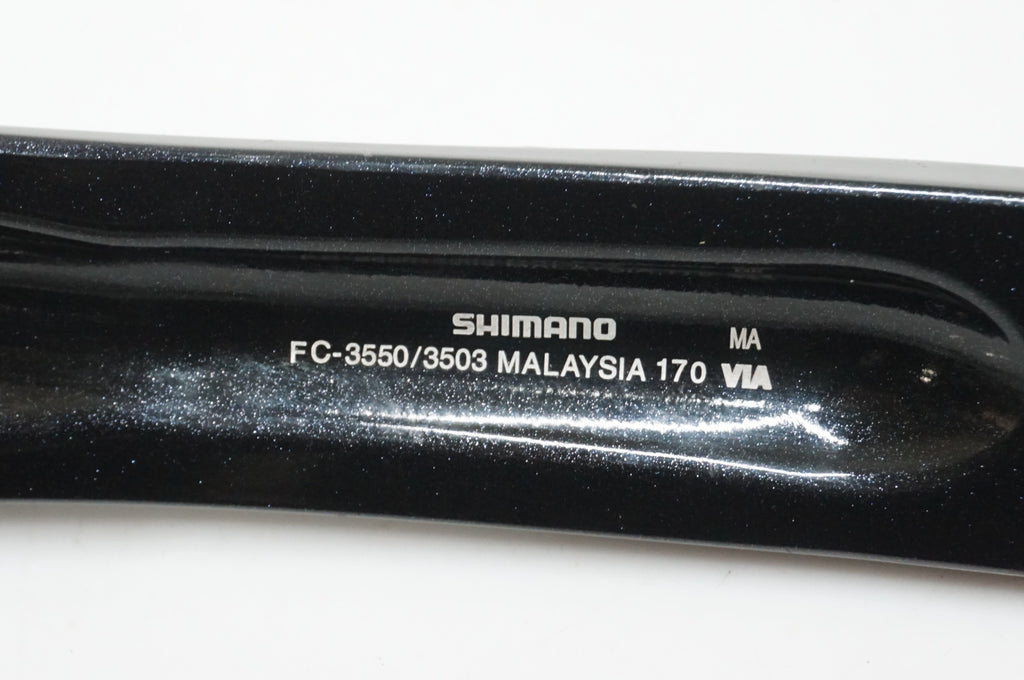 SHIMANO
FC-3550/3503 MALAYSIA 170
MA
VIA